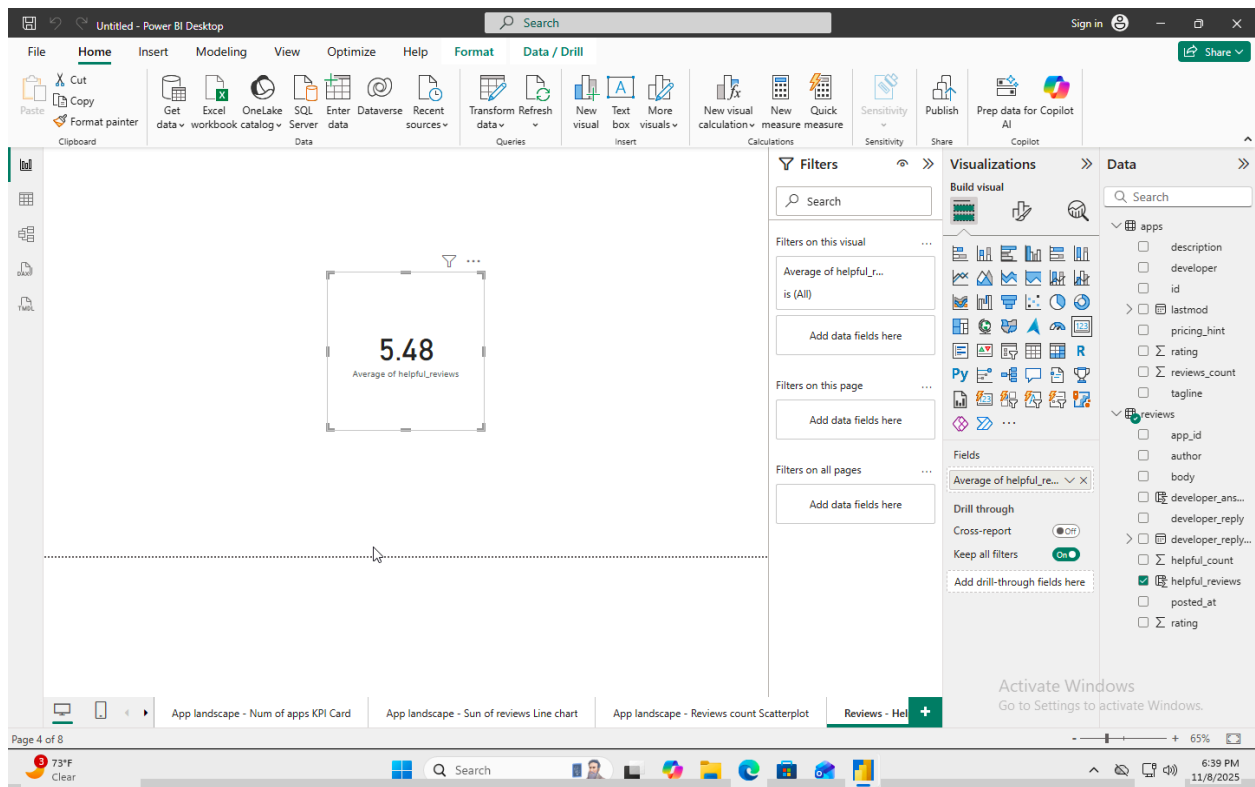 Untitled - Power BI Desktop
Search
Sign in
File Home Insert Modeling View Optimize Help Format Data / Drill
Share
Paste
Cut
Copy
Format painter
Clipboard
Get data
Excel workbook
OneLake catalog
SQL Server
Enter data
Dataverse
Recent sources
Data
Transform data
Refresh
Queries
New visual
Text box
More visuals
Insert
New visual calculation
New measure
Quick measure
Calculations
Sensitivity
Sensitivity
Publish
Share
Prep data for AI
Copilot
Copilot
5.48
Average of helpful_reviews
Filters
Search
Filters on this visual
...
Average of helpful_r...
is (All)
Add data fields here
Filters on this page
...
Add data fields here
Filters on all pages
...
Add data fields here
Visualizations
Build visual
123
R
Py
...
Fields
Average of helpful_re...
Drill through
Cross-report
Off
Keep all filters
On
Add drill-through fields here
Data
Search
apps
description
developer
id
lastmod
pricing_hint
rating
reviews_count
tagline
reviews
app_id
author
body
developer_ans...
developer_reply
developer_reply...
helpful_count
helpful_reviews
posted_at
rating
Activate Windows
Go to Settings to activate Windows.
App landscape - Num of apps KPI Card
App landscape - Sun of reviews Line chart
App landscape - Reviews count Scatterplot
Reviews - Hel
Page 4 of 8
65%
3
73°F
Clear
Search
6:39 PM
11/8/2025